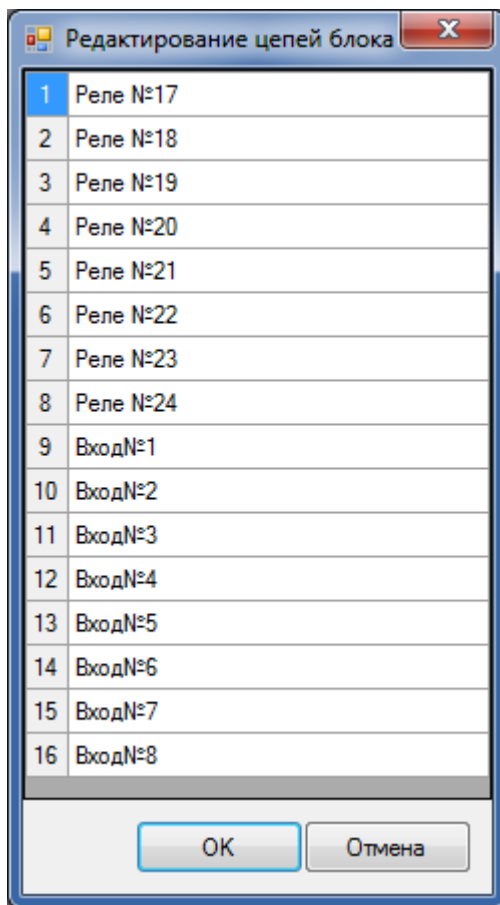 Редактирование цепей блока
1 Реле №17
2 Реле №18
3 Реле №19
4 Реле №20
5 Реле №21
6 Реле №22
7 Реле №23
8 Реле №24
9 Вход№1
10 Вход№2
11 Вход№3
12 Вход№4
13 Вход№5
14 Вход№6
15 Вход№7
16 Вход№8
OK Отмена